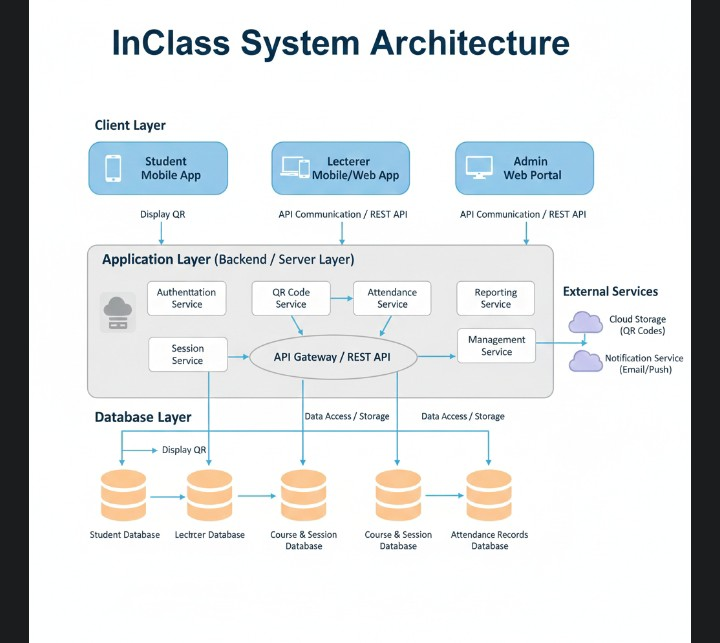 InClass System Architecture
Client Layer
Student
Mobile App
Lecterer
Mobile/Web App
Admin
Web Portal
Display QR
API Communication / REST API
API Communication / REST API
Application Layer (Backend / Server Layer)
Authenttation
Service
QR Code
Service
Attendance
Service
Reporting
Service
External Services
Cloud Storage
(QR Codes)
Session
Service
API Gateway / REST API
Management
Service
Notification Service
(Email/Push)
Database Layer
Data Access / Storage
Data Access / Storage
Display QR
Student Database
Lectrcer Database
Course & Session
Database
Course & Session
Database
Attendance Records
Database